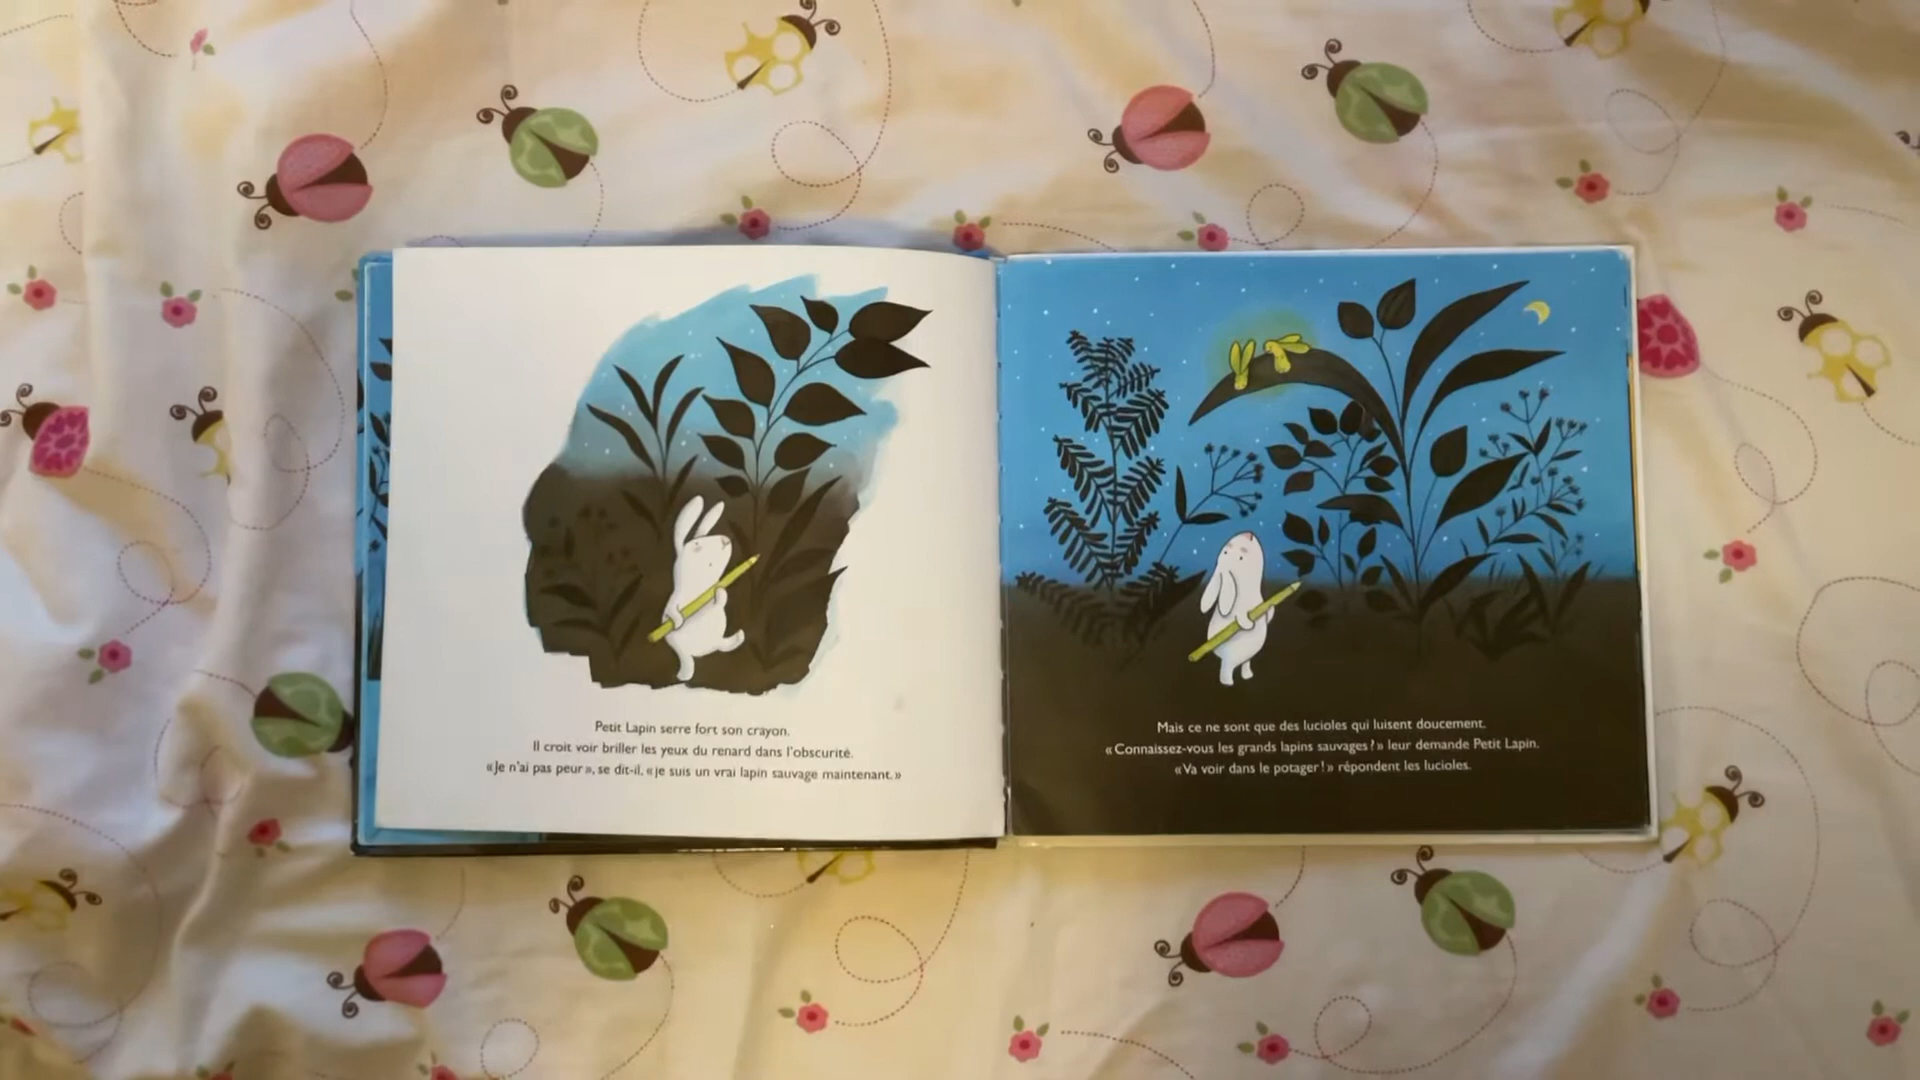 Petit Lapin serre fort son crayon.
Il croit voir briller les yeux du renard dans l'obscurité.
«Je n'ai pas peur», se dit-il, «je suis un vrai lapin sauvage maintenant.»
Mais ce ne sont que des lucioles qui luisent doucement.
«Connaissez-vous les grands lapins sauvages?» leur demande Petit Lapin.
«Va voir dans le potager!» répondent les lucioles.